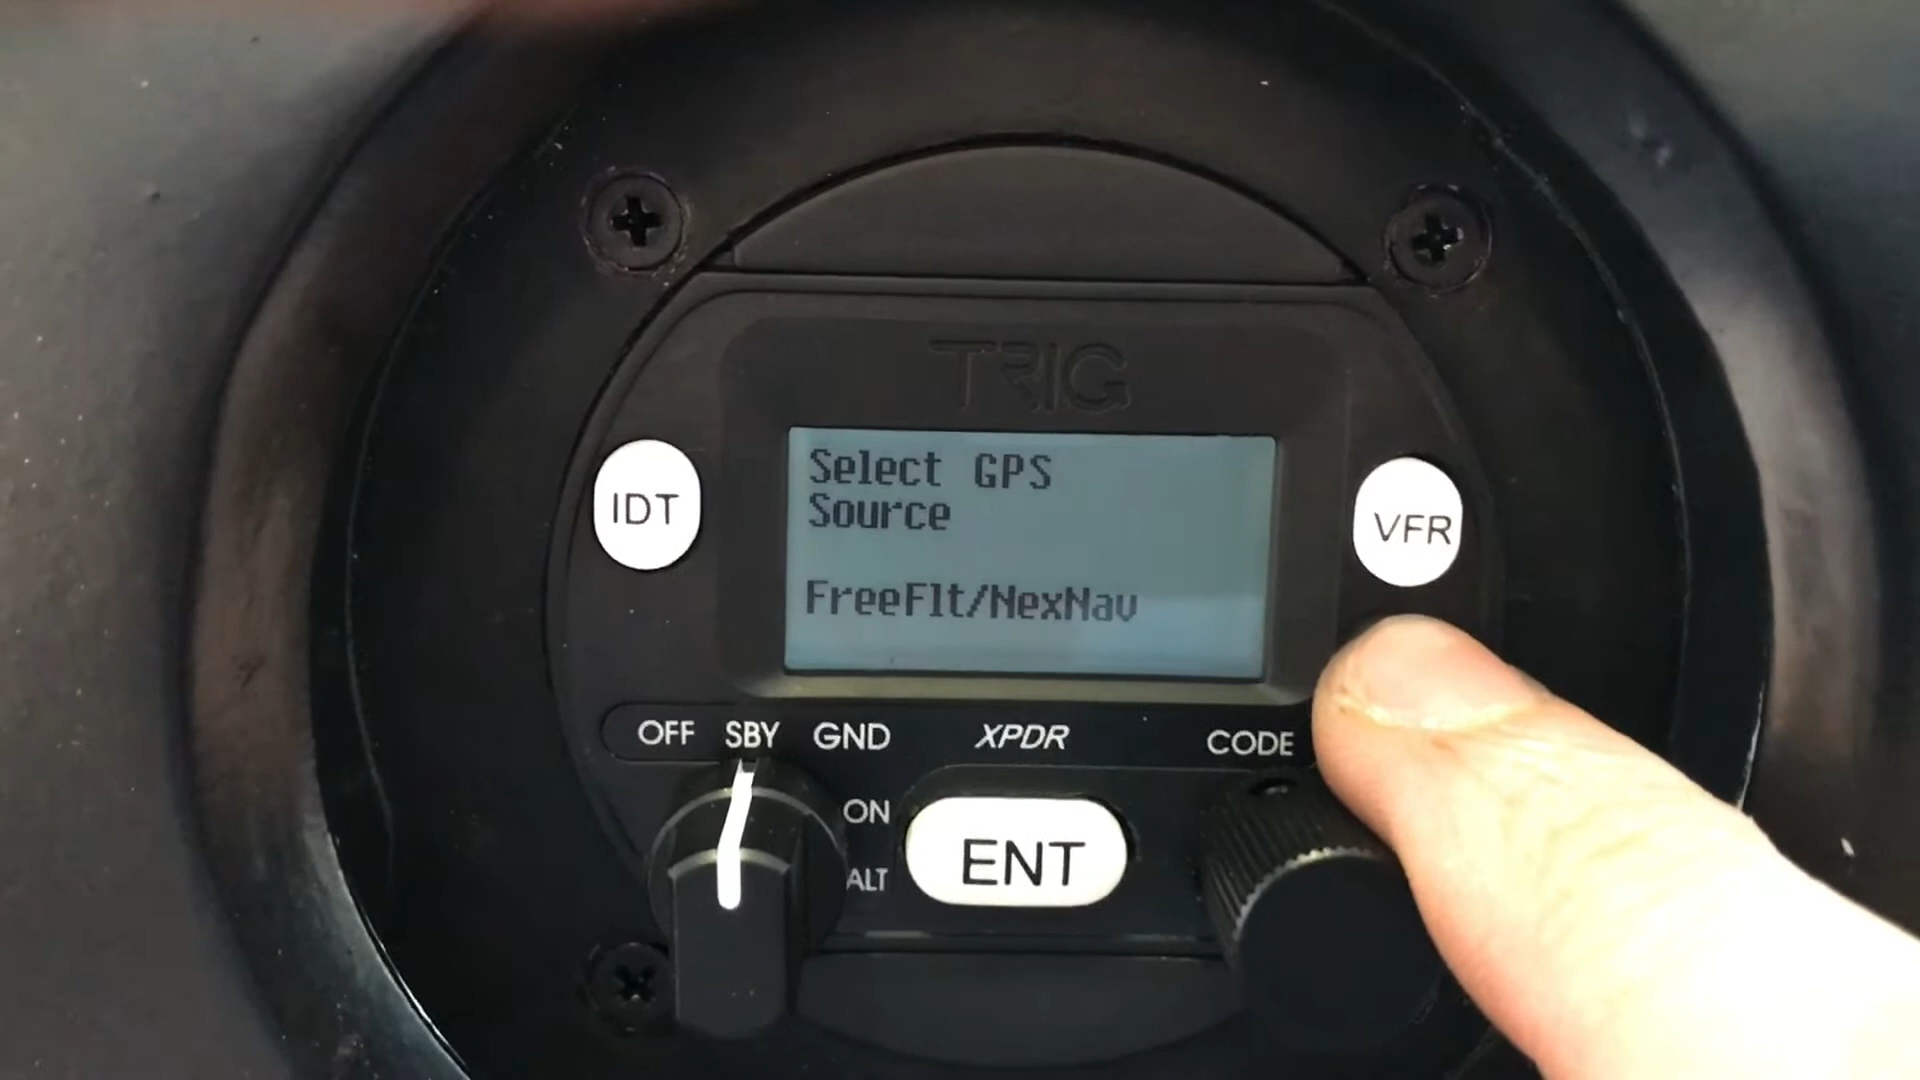 TRIG
Select GPS
Source
FreeFlt/NexNav
IDT
VFR
OFF SBY GND XPDR CODE
ON
ALT
ENT